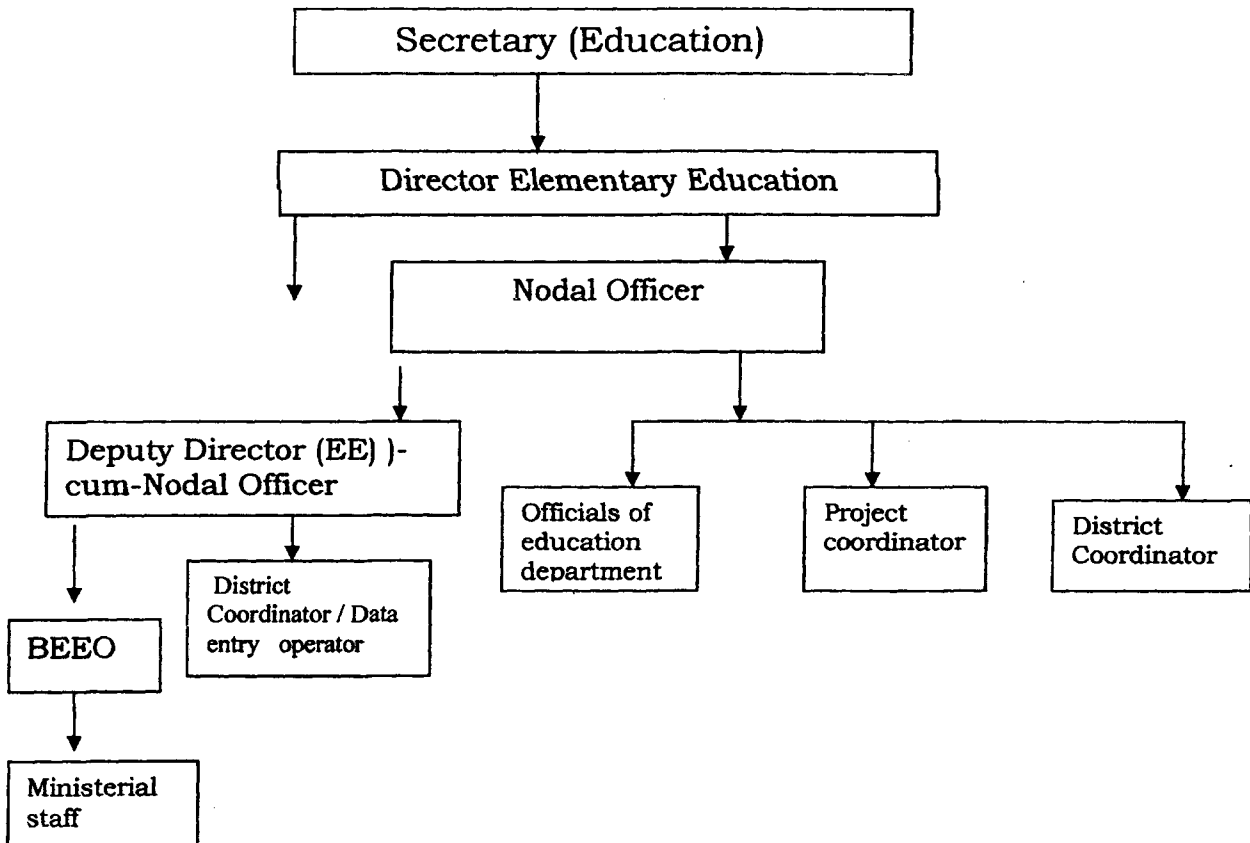 Secretary (Education)
Director Elementary Education
Nodal Officer
Deputy Director (EE) )-
cum-Nodal Officer
Officials of
education
department
Project
coordinator
District
Coordinator
District
Coordinator / Data
entry operator
BEEO
Ministerial
staff